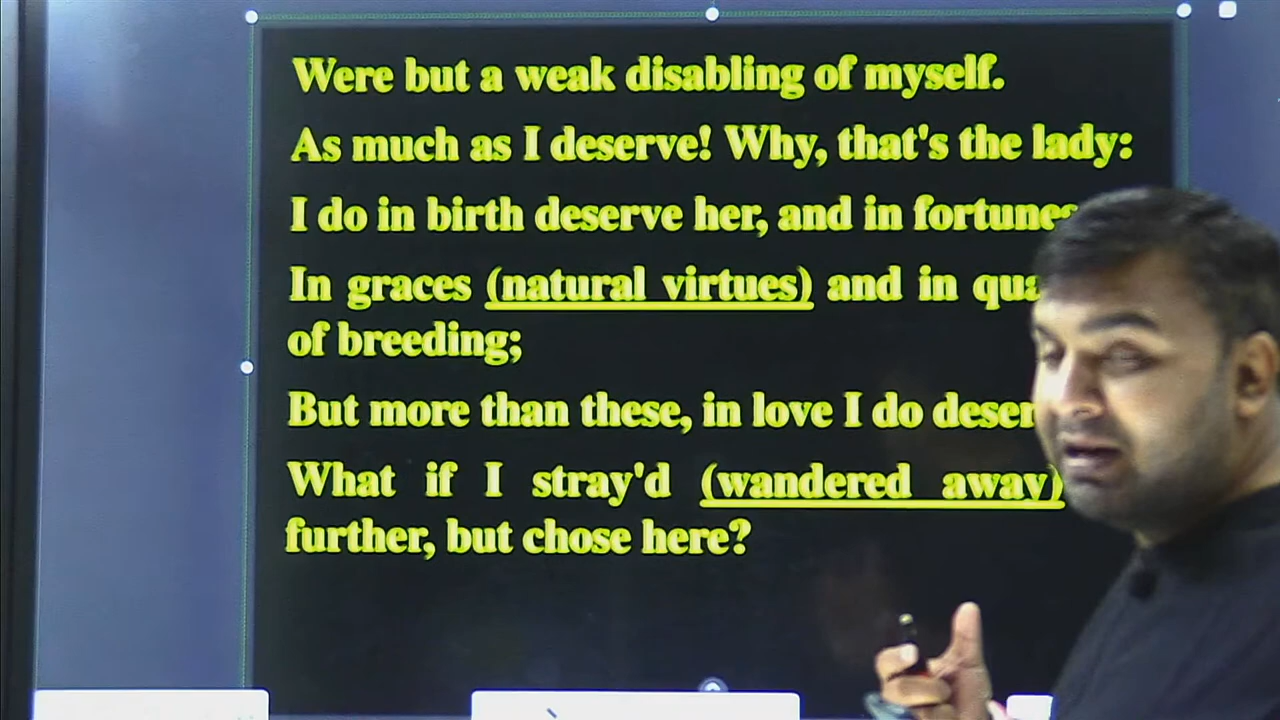 Were but a weak disabling of myself.
As much as I deserve! Why, that's the lady:
I do in birth deserve her, and in fortunes
In graces (natural virtues) and in
of breeding;
But more than these, in love I do
What if I stray'd (wandered away)
further, but chose here?